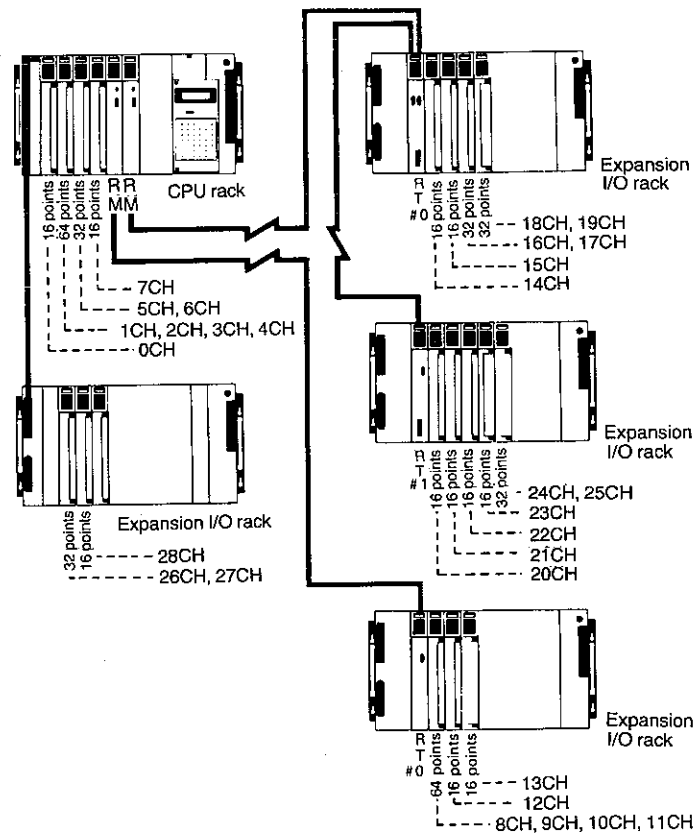 16 points
64 points
32 points
16 points
RM
RM
CPU rack
7CH
5CH, 6CH
1CH, 2CH, 3CH, 4CH
0CH
32 points
16 points
Expansion I/O rack
28CH
26CH, 27CH
RT
#0
16 points
16 points
32 points
32 points
Expansion
I/O rack
18CH, 19CH
16CH, 17CH
15CH
14CH
RT
#1
16 points
16 points
16 points
16 points
32 points
Expansion
I/O rack
24CH, 25CH
23CH
22CH
21CH
20CH
RT
#0
64 points
16 points
16 points
Expansion
I/O rack
13CH
12CH
8CH, 9CH, 10CH, 11CH